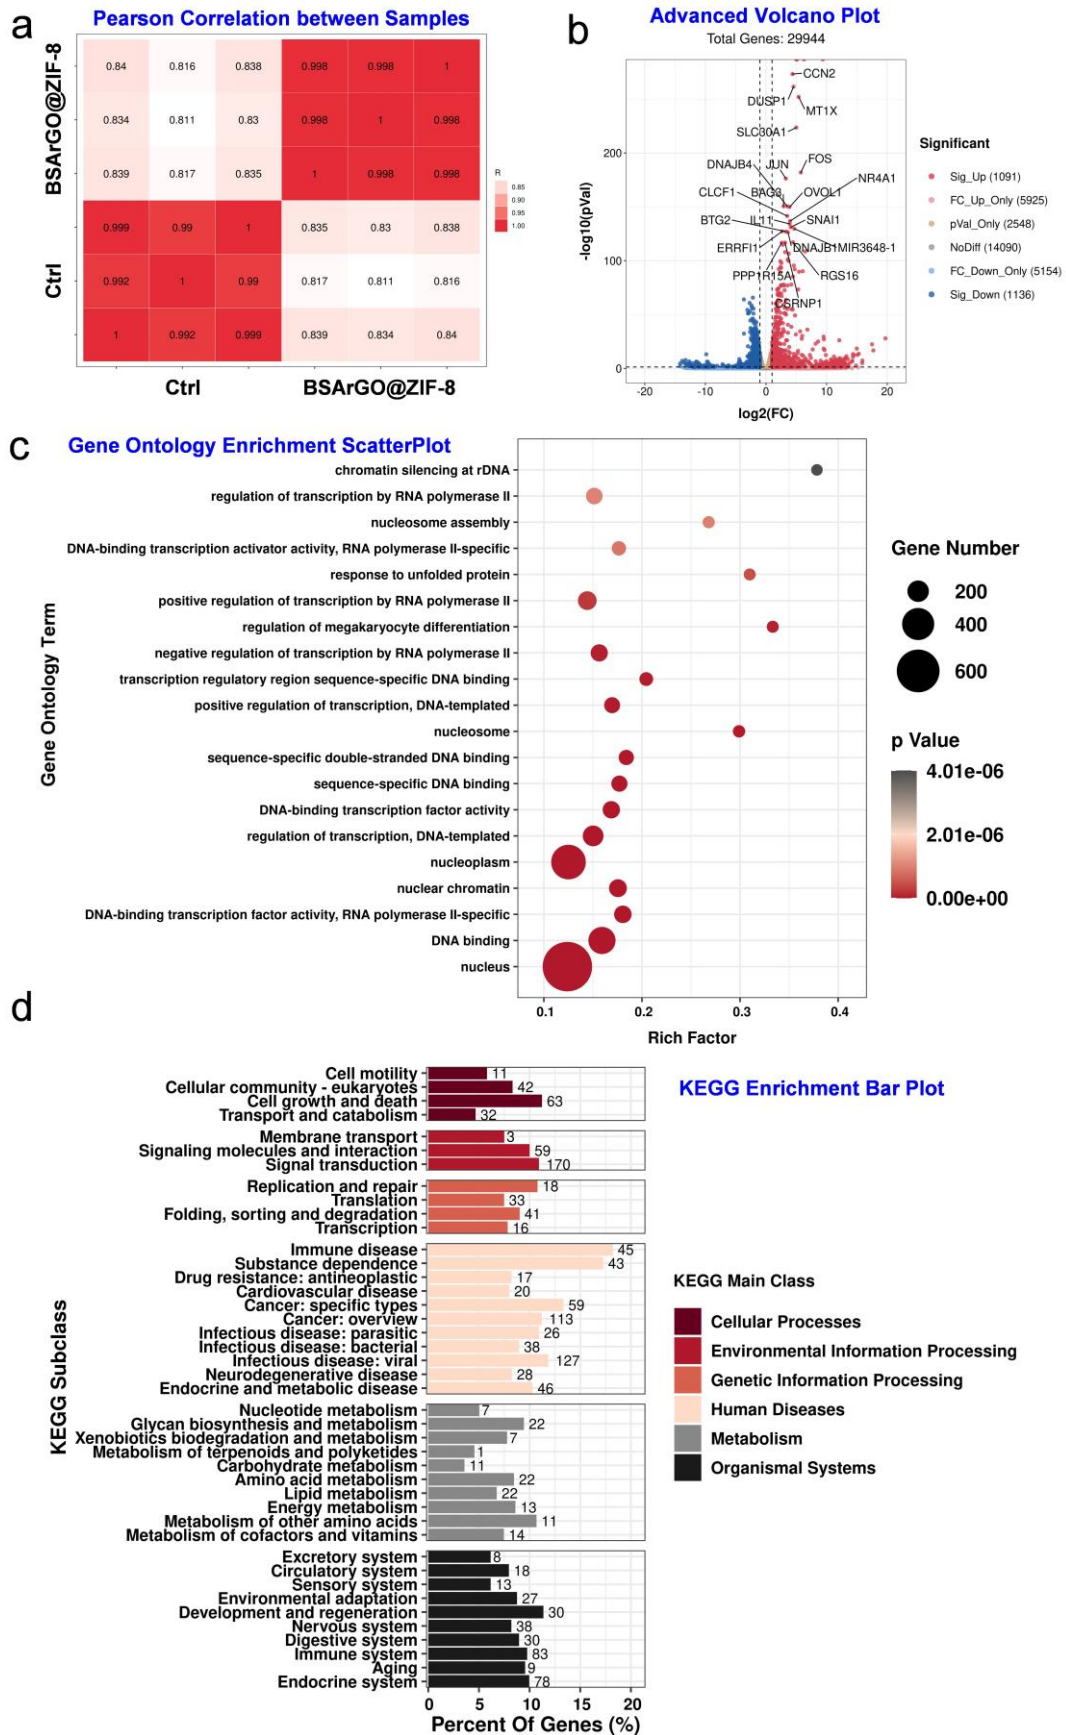 a
Pearson Correlation between Samples
BSArGO@ZIF-8
Ctrl
0.84 0.816 0.838 0.998 0.998 1
0.834 0.811 0.83 0.998 1 0.998
0.839 0.817 0.835 1 0.998 0.998
0.999 0.99 1 0.835 0.83 0.838
0.992 1 0.99 0.817 0.811 0.816
1 0.992 0.999 0.839 0.834 0.84
Ctrl BSArGO@ZIF-8
R
0.85
0.90
0.95
1.00
b
Advanced Volcano Plot
Total Genes: 29944
-log10(pVal)
200
100
0
CCN2
DUSP1
MT1X
SLC30A1
DNAJB4 JUN FOS
NR4A1
CLCF1 BAG3 OVOL1
BTG2 IL11 SNAI1
ERRFI1 DNAJB1 MIR3648-1
PPP1R15A RGS16
CSRNP1
-20 -10 0 10 20
log2(FC)
Significant
Sig_Up (1091)
FC_Up_Only (5925)
pVal_Only (2548)
NoDiff (14090)
FC_Down_Only (5154)
Sig_Down (1136)
c
Gene Ontology Enrichment ScatterPlot
Gene Ontology Term
chromatin silencing at rDNA
regulation of transcription by RNA polymerase II
nucleosome assembly
DNA-binding transcription activator activity, RNA polymerase II-specific
response to unfolded protein
positive regulation of transcription by RNA polymerase II
regulation of megakaryocyte differentiation
negative regulation of transcription by RNA polymerase II
transcription regulatory region sequence-specific DNA binding
positive regulation of transcription, DNA-templated
nucleosome
sequence-specific double-stranded DNA binding
sequence-specific DNA binding
DNA-binding transcription factor activity
regulation of transcription, DNA-templated
nucleoplasm
nuclear chromatin
DNA-binding transcription factor activity, RNA polymerase II-specific
DNA binding
nucleus
0.1 0.2 0.3 0.4
Rich Factor
Gene Number
200
400
600
p Value
4.01e-06
2.01e-06
0.00e+00
d
KEGG Enrichment Bar Plot
KEGG Subclass
Cell motility 11
Cellular community - eukaryotes 42
Cell growth and death 63
Transport and catabolism 32
Membrane transport 3
Signaling molecules and interaction 59
Signal transduction 170
Replication and repair 18
Translation 33
Folding, sorting and degradation 41
Transcription 16
Immune disease 45
Substance dependence 43
Drug resistance: antineoplastic 17
Cardiovascular disease 20
Cancer: specific types 59
Cancer: overview 113
Infectious disease: parasitic 26
Infectious disease: bacterial 38
Infectious disease: viral 127
Neurodegenerative disease 28
Endocrine and metabolic disease 46
Nucleotide metabolism 7
Glycan biosynthesis and metabolism 22
Xenobiotics biodegradation and metabolism 7
Metabolism of terpenoids and polyketides 1
Carbohydrate metabolism 11
Amino acid metabolism 22
Lipid metabolism 22
Energy metabolism 13
Metabolism of other amino acids 11
Metabolism of cofactors and vitamins 14
Excretory system 8
Circulatory system 18
Sensory system 13
Environmental adaptation 27
Development and regeneration 30
Nervous system 38
Digestive system 30
Immune system 83
Aging 9
Endocrine system 78
0 5 10 15 20
Percent Of Genes (%)
KEGG Main Class
Cellular Processes
Environmental Information Processing
Genetic Information Processing
Human Diseases
Metabolism
Organismal Systems